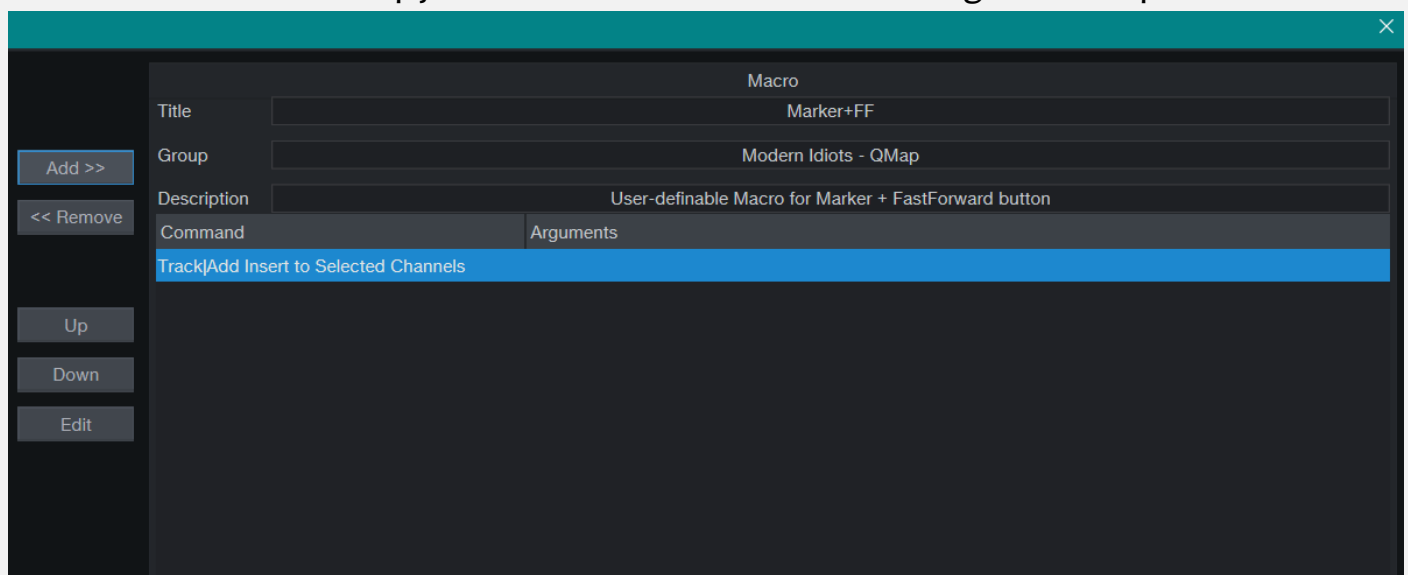 Macro
Title Marker+FF
Add >> Group Modern Idiots - QMap
<< Remove Description User-definable Macro for Marker + FastForward button
Command Arguments
Track|Add Insert to Selected Channels
Up
Down
Edit